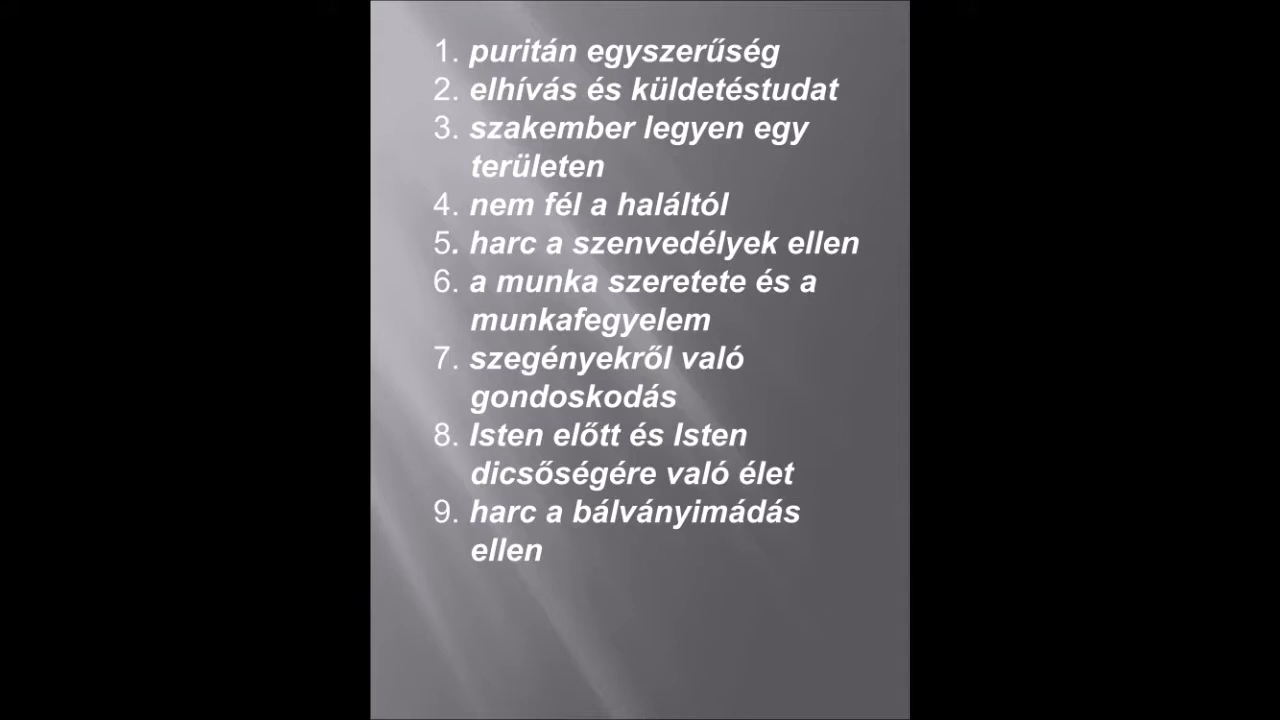 1. puritán egyszerűség
2. elhívás és küldetéstudat
3. szakember legyen egy
területen
4. nem fél a haláltól
5. harc a szenvedélyek ellen
6. a munka szeretete és a
munkafegyelem
7. szegényekről való
gondoskodás
8. Isten előtt és Isten
dicsőségére való élet
9. harc a bálványimádás
ellen